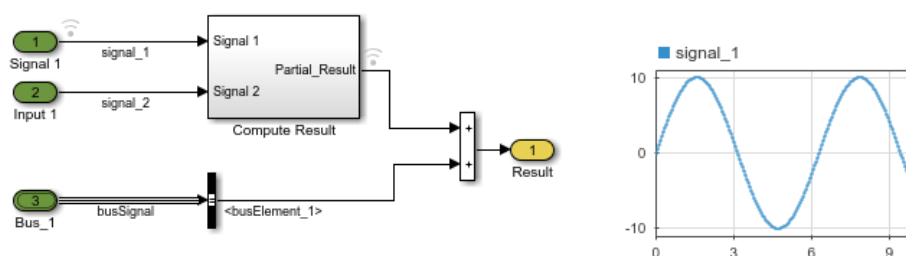 1
Signal 1
signal_1
2
Input 1
signal_2
Signal 1
Partial_Result
Signal 2
Compute Result
+
+
1
Result
3
Bus_1
busSignal
<busElement_1>
signal_1
10
0
-10
0
3
6
9